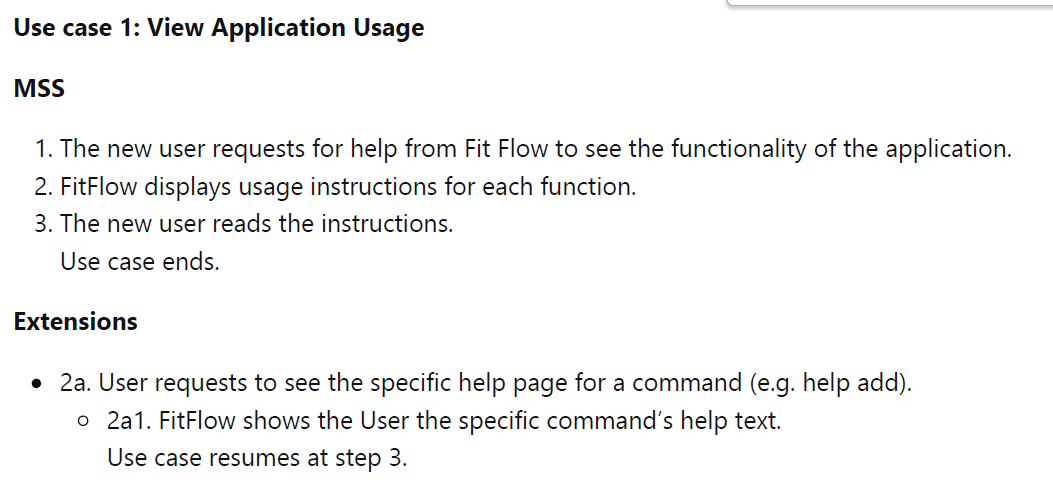 Use case 1: View Application Usage
MSS
1. The new user requests for help from Fit Flow to see the functionality of the application.
2. FitFlow displays usage instructions for each function.
3. The new user reads the instructions.
Use case ends.
Extensions
• 2a. User requests to see the specific help page for a command (e.g. help add).
◦ 2a1. FitFlow shows the User the specific command’s help text.
Use case resumes at step 3.